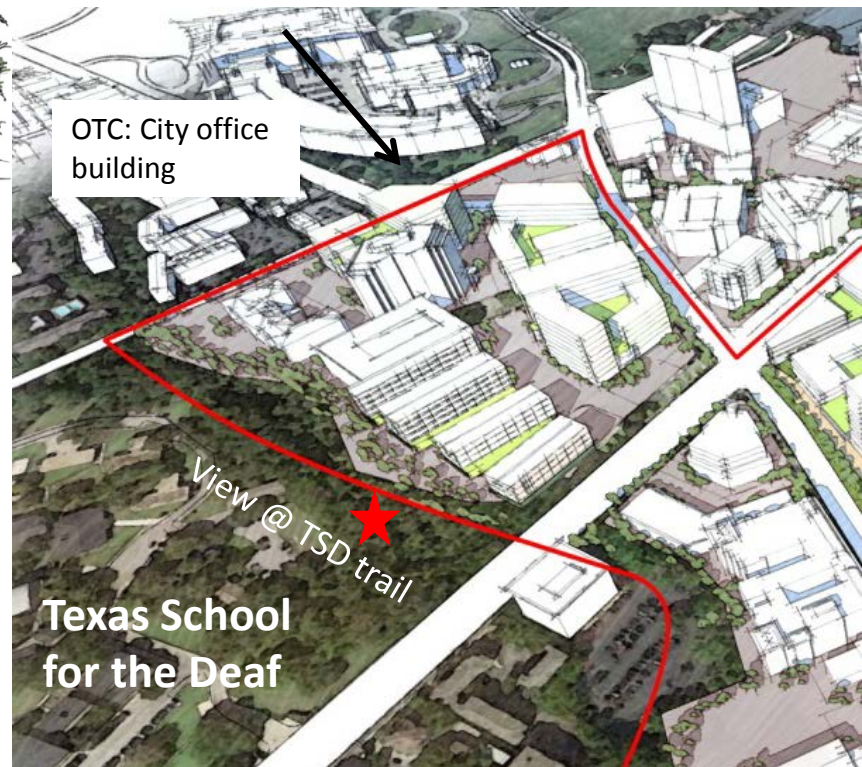 OTC: City office
building
View @ TSD trail
Texas School
for the Deaf